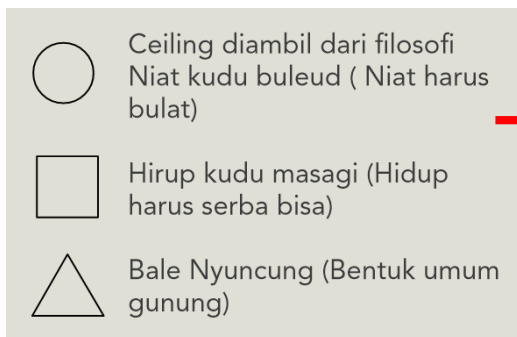 Ceiling diambil dari filosofi
Niat kudu buleud ( Niat harus
bulat)
Hirup kudu masagi (Hidup
harus serba bisa)
Bale Nyuncung (Bentuk umum
gunung)